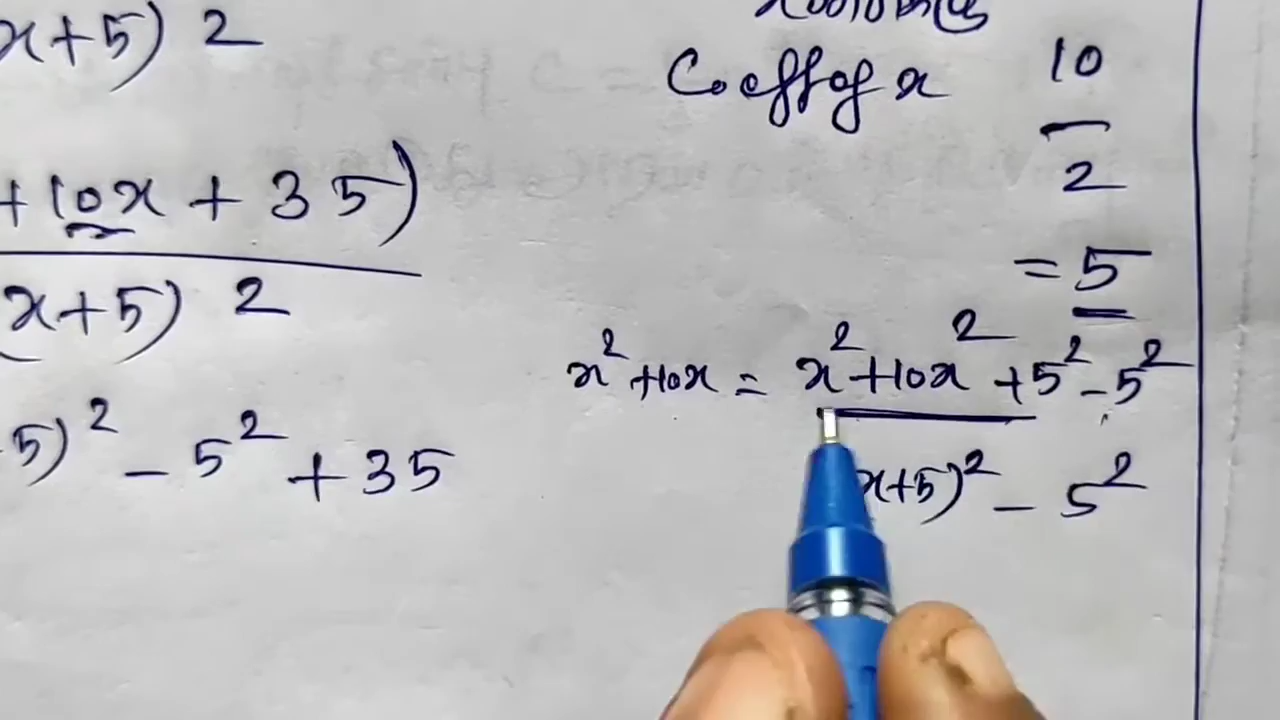 x+5) 2
+ 10x + 35)
x+5) 2
5)² - 5² + 35
Coeff of x 10
2
= 5
x² +10x = x² +10x² + 5² - 5²
x+5)² - 5²